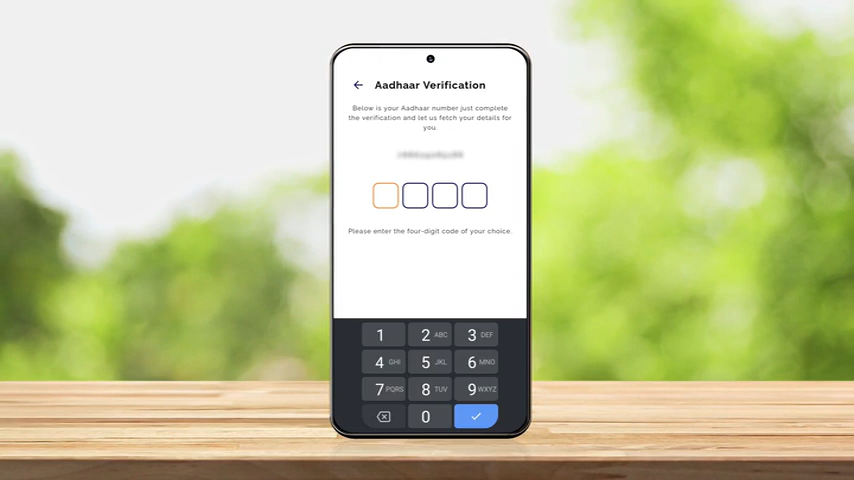 Aadhaar Verification
Below is your Aadhaar number just complete
the verification and let us fetch your details for
you.
Please enter the four-digit code of your choice.
1 2 ABC 3 DEF
4 GHI 5 JKL 6 MNO
7 PQRS 8 TUV 9 WXYZ
0